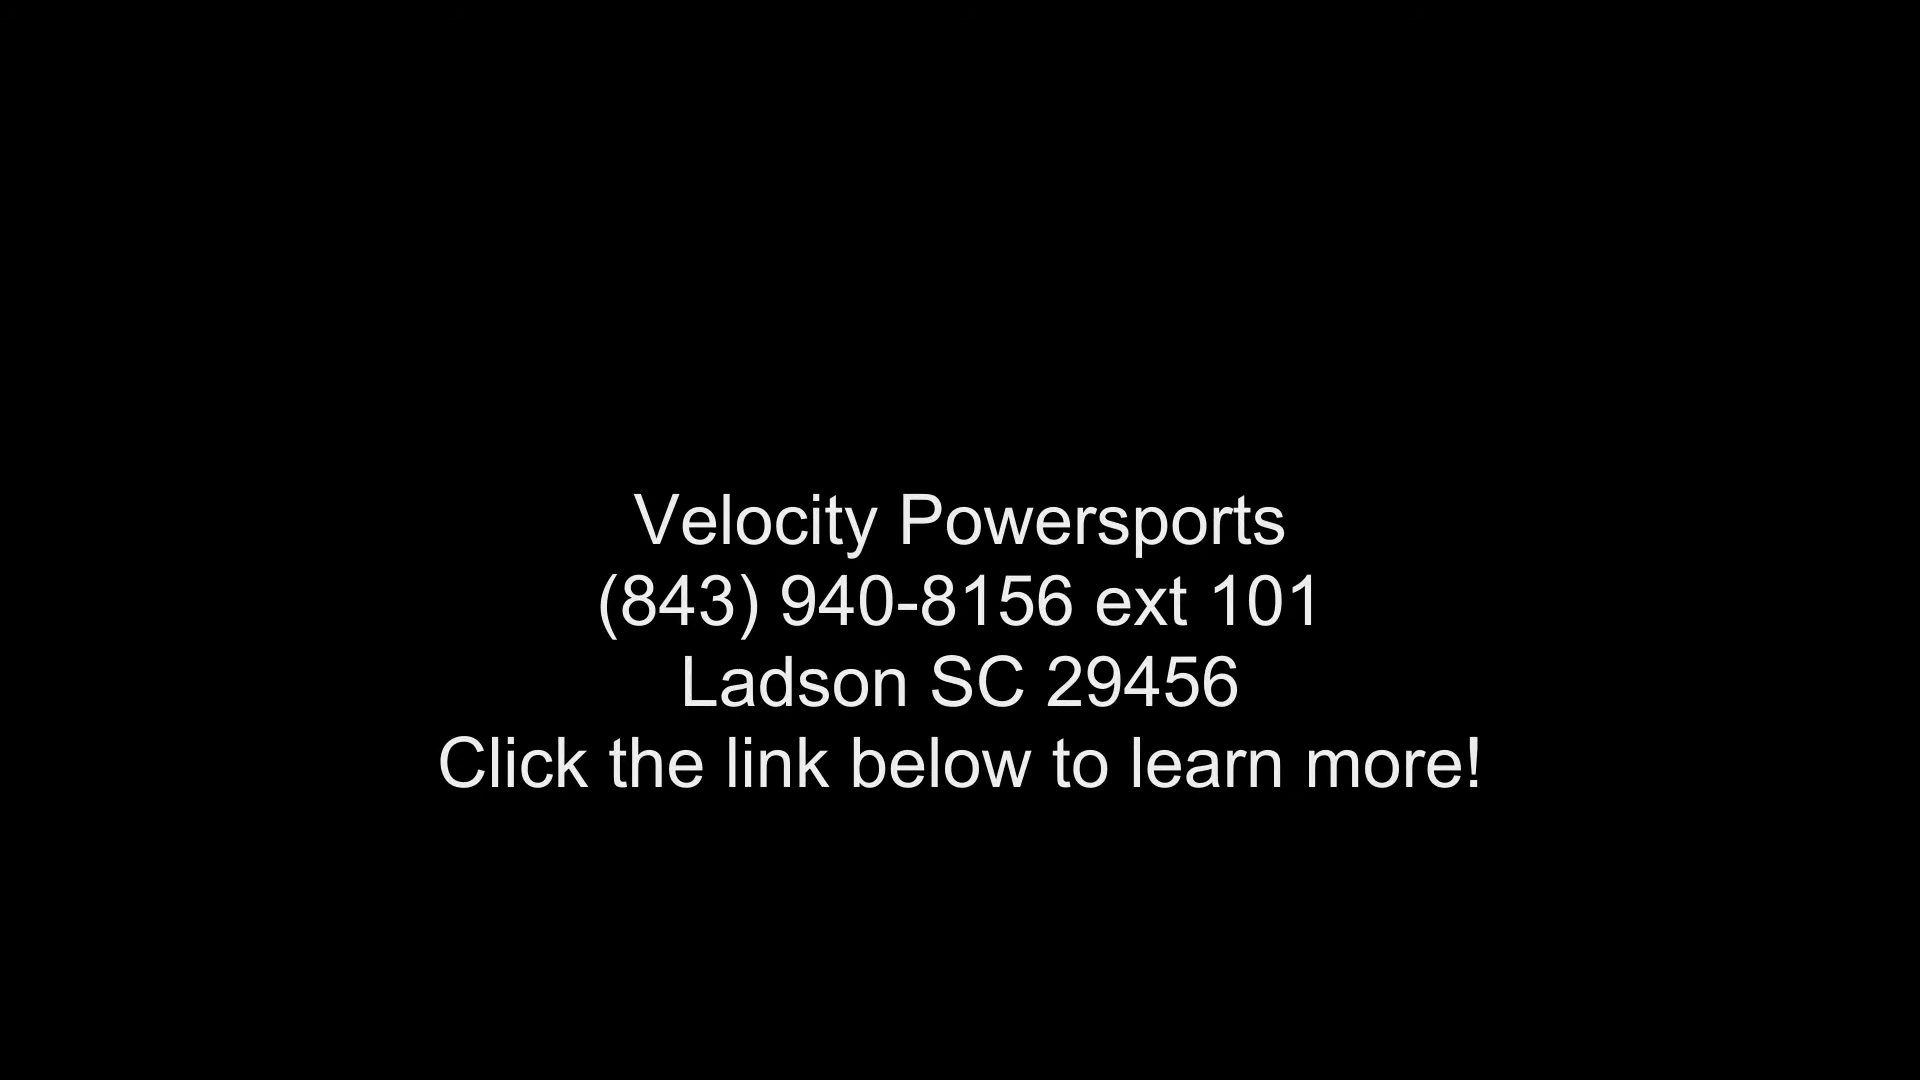 Velocity Powersports
(843) 940-8156 ext 101
Ladson SC 29456
Click the link below to learn more!